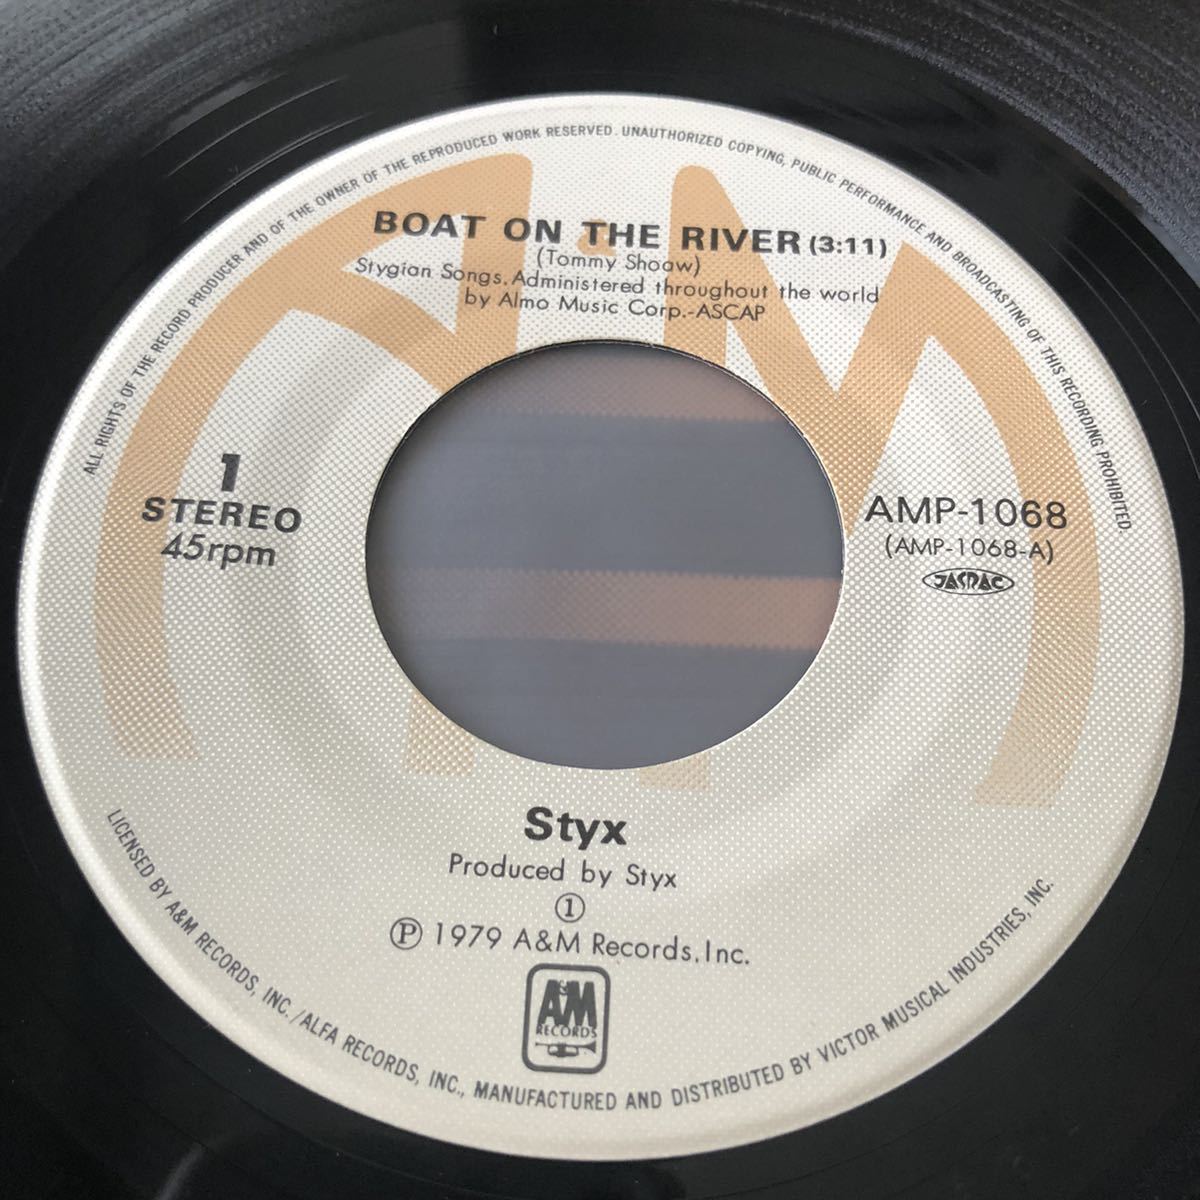 ALL RIGHTS OF THE RECORD PRODUCER AND OF THE OWNER OF THE REPRODUCED WORK RESERVED. UNAUTHORIZED COPYING, PUBLIC PERFORMANCE AND BROADCASTING OF THIS RECORDING PROHIBITED.
BOAT ON THE RIVER (3:11)
(Tommy Shoaw)
Stygian Songs, Administered throughout the world
by Almo Music Corp.-ASCAP
1
STEREO
45rpm
AMP-1068
(AMP-1068-A)
JASRAC
Styx
Produced by Styx
①
Ⓟ 1979 A&M Records, Inc.
A&M
RECORDS
LICENSED BY A&M RECORDS, INC./ALFA RECORDS, INC., MANUFACTURED AND DISTRIBUTED BY VICTOR MUSICAL INDUSTRIES, INC.